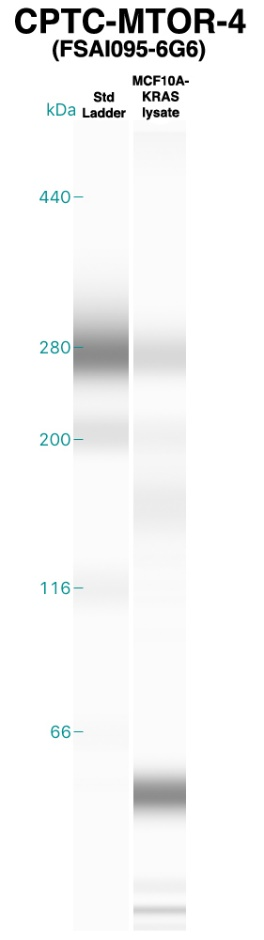 CPTC-MTOR-4
(FSAI095-6G6)
kDa
Std
Ladder
MCF10A-
KRAS
lysate
440
280
200
116
66